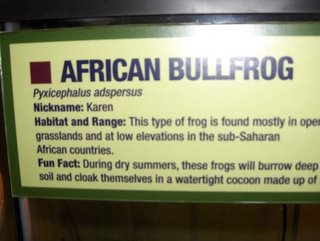 AFRICAN BULLFROG
Pyxicephalus adspersus
Nickname: Karen
Habitat and Range: This type of frog is found mostly in open
grasslands and at low elevations in the sub-Saharan
African countries.
Fun Fact: During dry summers, these frogs will burrow deep
soil and cloak themselves in a watertight cocoon made up of